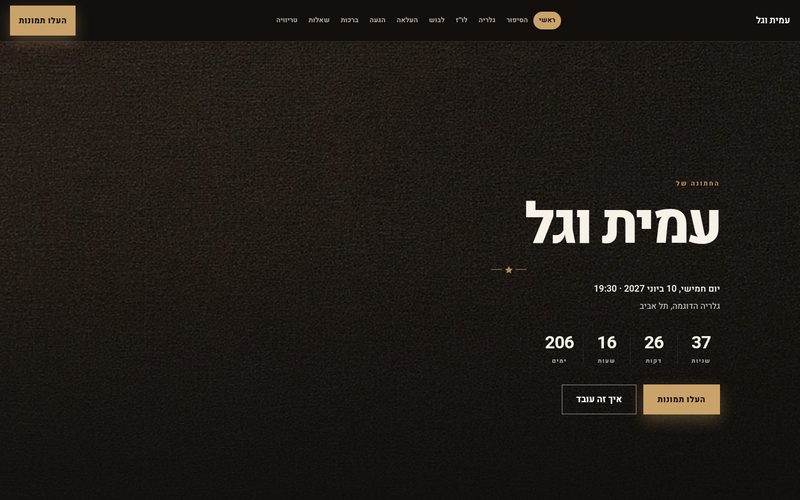 עמית וגל
ראשי הסיפור גלריה לו"ז לבוש העלאה הגעה ברכות שאלות טריוויה
העלו תמונות
החתונה של
עמית וגל
יום חמישי, 10 ביוני 2027 · 19:30
גלריה הדוגמה, תל אביב
37 26 16 206
שניות דקות שעות ימים
העלו תמונות איך זה עובד